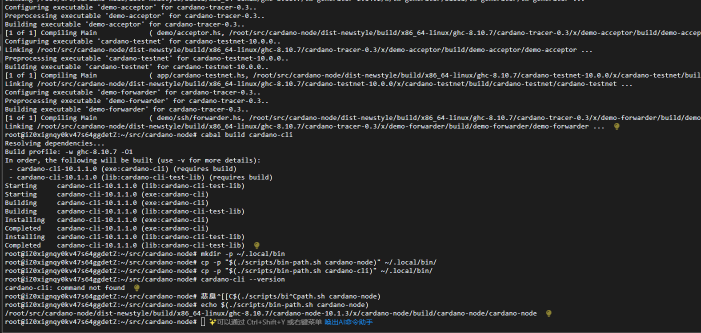 Configuring executable 'demo-acceptor' for cardano-tracer-0.3..
Preprocessing executable 'demo-acceptor' for cardano-tracer-0.3..
Building executable 'demo-acceptor' for cardano-tracer-0.3..
[1 of 1] Compiling Main ( demo/acceptor.hs, /root/src/cardano-node/dist-newstyle/build/x86_64-linux/ghc-8.10.7/cardano-tracer-0.3/x/demo-acceptor/build/demo-accep
Linking /root/src/cardano-node/dist-newstyle/build/x86_64-linux/ghc-8.10.7/cardano-tracer-0.3/x/demo-acceptor/build/demo-acceptor/demo-acceptor ...
Configuring executable 'cardano-testnet' for cardano-testnet-10.0.0..
Preprocessing executable 'cardano-testnet' for cardano-testnet-10.0.0..
Building executable 'cardano-testnet' for cardano-testnet-10.0.0..
[1 of 1] Compiling Main ( app/cardano-testnet.hs, /root/src/cardano-node/dist-newstyle/build/x86_64-linux/ghc-8.10.7/cardano-testnet-10.0.0/x/cardano-testnet/buil
Linking /root/src/cardano-node/dist-newstyle/build/x86_64-linux/ghc-8.10.7/cardano-testnet-10.0.0/x/cardano-testnet/build/cardano-testnet/cardano-testnet ...
Configuring executable 'demo-forwarder' for cardano-tracer-0.3..
Preprocessing executable 'demo-forwarder' for cardano-tracer-0.3..
Building executable 'demo-forwarder' for cardano-tracer-0.3..
[1 of 1] Compiling Main ( demo/ssh/forwarder.hs, /root/src/cardano-node/dist-newstyle/build/x86_64-linux/ghc-8.10.7/cardano-tracer-0.3/x/demo-forwarder/build/demo
Linking /root/src/cardano-node/dist-newstyle/build/x86_64-linux/ghc-8.10.7/cardano-tracer-0.3/x/demo-forwarder/build/demo-forwarder/demo-forwarder ...
root@iZ0xignqy0kv47s64ggdetZ:~/src/cardano-node# cabal build cardano-cli
Resolving dependencies...
Build profile: -w ghc-8.10.7 -O1
In order, the following will be built (use -v for more details):
- cardano-cli-10.1.1.0 (exe:cardano-cli) (requires build)
- cardano-cli-10.1.1.0 (lib:cardano-cli-test-lib) (requires build)
Starting cardano-cli-10.1.1.0 (lib:cardano-cli-test-lib)
Starting cardano-cli-10.1.1.0 (exe:cardano-cli)
Building cardano-cli-10.1.1.0 (exe:cardano-cli)
Building cardano-cli-10.1.1.0 (lib:cardano-cli-test-lib)
Installing cardano-cli-10.1.1.0 (exe:cardano-cli)
Completed cardano-cli-10.1.1.0 (exe:cardano-cli)
Installing cardano-cli-10.1.1.0 (lib:cardano-cli-test-lib)
Completed cardano-cli-10.1.1.0 (lib:cardano-cli-test-lib)
root@iZ0xignqy0kv47s64ggdetZ:~/src/cardano-node# mkdir -p ~/.local/bin
root@iZ0xignqy0kv47s64ggdetZ:~/src/cardano-node# cp -p "$(./scripts/bin-path.sh cardano-node)" ~/.local/bin/
root@iZ0xignqy0kv47s64ggdetZ:~/src/cardano-node# cp -p "$(./scripts/bin-path.sh cardano-cli)" ~/.local/bin/
root@iZ0xignqy0kv47s64ggdetZ:~/src/cardano-node# cardano-cli --version
cardano-cli: command not found
root@iZ0xignqy0kv47s64ggdetZ:~/src/cardano-node# ^[[C$(./scripts/bi^Cpath.sh cardano-node)
root@iZ0xignqy0kv47s64ggdetZ:~/src/cardano-node# echo $(./scripts/bin-path.sh cardano-node)
/root/src/cardano-node/dist-newstyle/build/x86_64-linux/ghc-8.10.7/cardano-node-10.1.3/x/cardano-node/build/cardano-node/cardano-node
root@iZ0xignqy0kv47s64ggdetZ:~/src/cardano-node# 可以通过 Ctrl+Shift+Y 或右键菜单 唤出AI命令助手